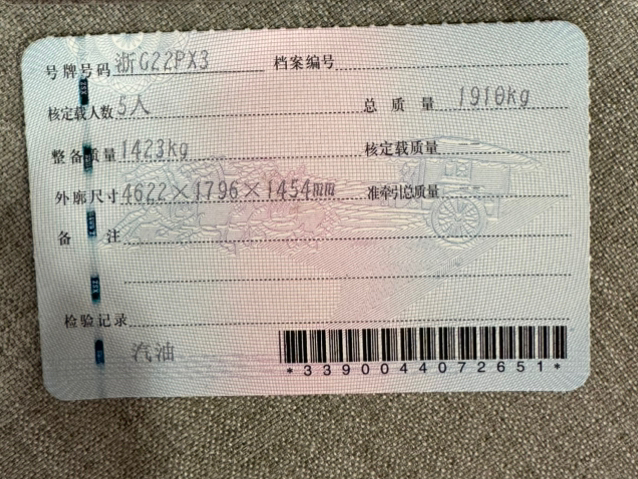 号牌号码 浙G22PX3 档案编号
核定载人数 5人 总质量 1910kg
整备质量 1423kg 核定载质量 --
外廓尺寸 4622×1796×1454mm 准牵引总质量 --
备注
检验记录
汽油
*3390044072651*